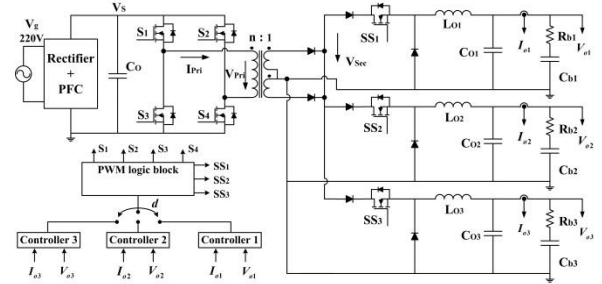 Vg
220V
Rectifier
+
PFC
VS
CO
S1
S2
S3
S4
IPri
VPri
n : 1
VSec
SS1
LO1
CO1
Io1
Rb1
Cb1
Vo1
SS2
LO2
CO2
Io2
Rb2
Cb2
Vo2
SS3
LO3
CO3
Io3
Rb3
Cb3
Vo3
S1 S2 S3 S4
PWM logic block
SS1
SS2
SS3
d
Controller 3 Controller 2 Controller 1
Io3 Vo3 Io2 Vo2 Io1 Vo1